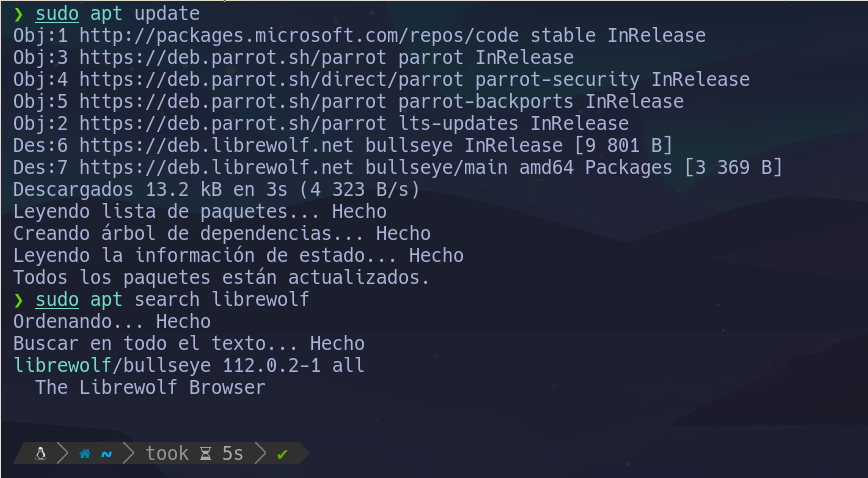 ❯ sudo apt update
Obj:1 http://packages.microsoft.com/repos/code stable InRelease
Obj:3 https://deb.parrot.sh/parrot parrot InRelease
Obj:4 https://deb.parrot.sh/direct/parrot parrot-security InRelease
Obj:5 https://deb.parrot.sh/parrot parrot-backports InRelease
Obj:2 https://deb.parrot.sh/parrot lts-updates InRelease
Des:6 https://deb.librewolf.net bullseye InRelease [9 801 B]
Des:7 https://deb.librewolf.net bullseye/main amd64 Packages [3 369 B]
Descargados 13.2 kB en 3s (4 323 B/s)
Leyendo lista de paquetes... Hecho
Creando árbol de dependencias... Hecho
Leyendo la información de estado... Hecho
Todos los paquetes están actualizados.
❯ sudo apt search librewolf
Ordenando... Hecho
Buscar en todo el texto... Hecho
librewolf/bullseye 112.0.2-1 all
  The Librewolf Browser
~ took 5s ✔